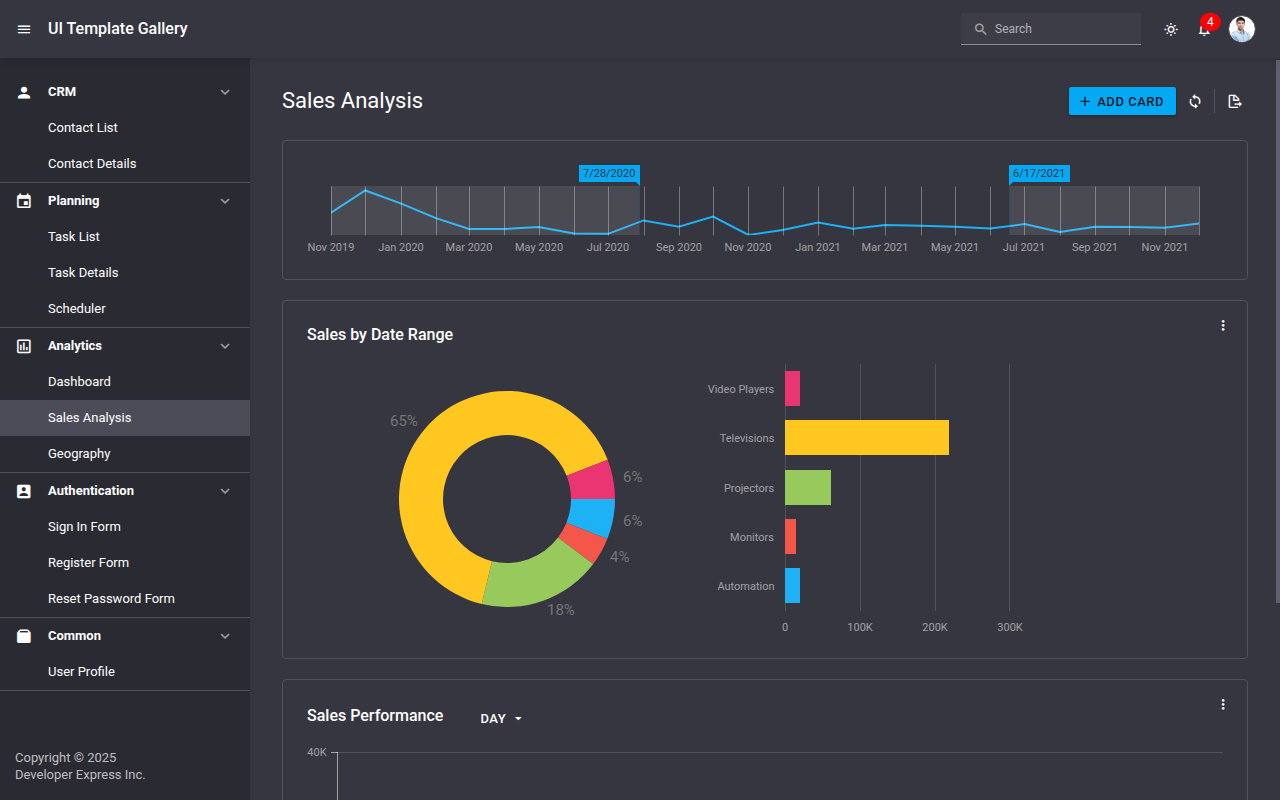 UI Template Gallery
Search
4
CRM
Contact List
Contact Details
Planning
Task List
Task Details
Scheduler
Analytics
Dashboard
Sales Analysis
Geography
Authentication
Sign In Form
Register Form
Reset Password Form
Common
User Profile
Copyright © 2025
Developer Express Inc.
Sales Analysis
ADD CARD
7/28/2020 6/17/2021
Nov 2019 Jan 2020 Mar 2020 May 2020 Jul 2020 Sep 2020 Nov 2020 Jan 2021 Mar 2021 May 2021 Jul 2021 Sep 2021 Nov 2021
Sales by Date Range
65%
6%
6%
4%
18%
Video Players
Televisions
Projectors
Monitors
Automation
0 100K 200K 300K
Sales Performance DAY
40K